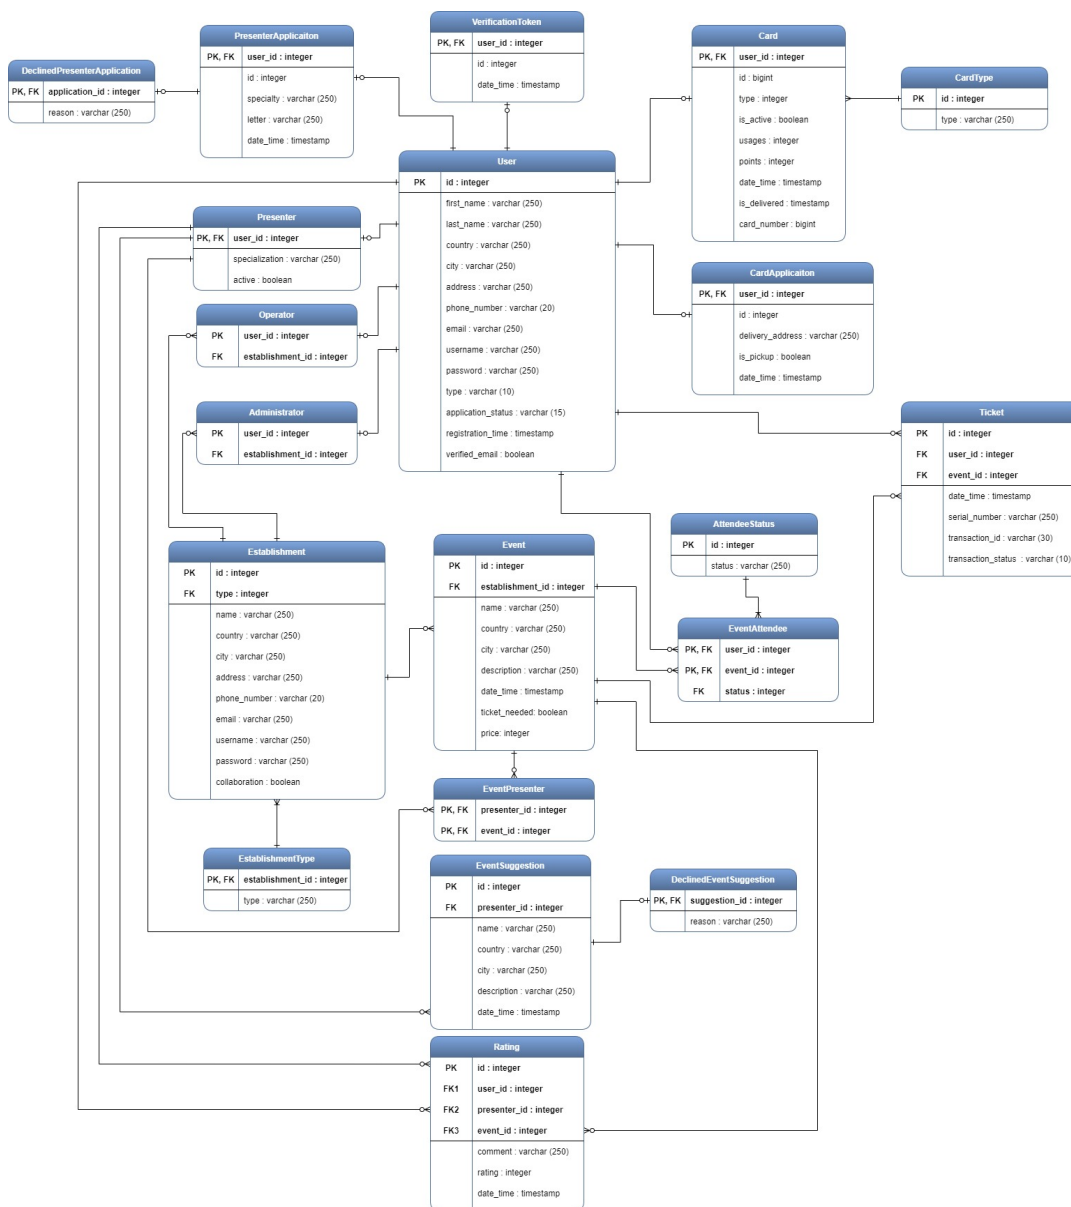 PresenterApplicaiton
PK, FK user_id : integer
id : integer
specialty : varchar (250)
letter : varchar (250)
date_time : timestamp
VerificationToken
PK, FK user_id : integer
id : integer
date_time : timestamp
Card
PK, FK user_id : integer
id : bigint
type : integer
is_active : boolean
usages : integer
points : integer
date_time : timestamp
is_delivered : timestamp
card_number : bigint
DeclinedPresenterApplication
PK, FK application_id : integer
reason : varchar (250)
CardType
PK id : integer
type : varchar (250)
User
PK id : integer
first_name : varchar (250)
last_name : varchar (250)
country : varchar (250)
city : varchar (250)
address : varchar (250)
phone_number : varchar (20)
email : varchar (250)
username : varchar (250)
password : varchar (250)
type : varchar (10)
application_status : varchar (15)
registration_time : timestamp
verified_email : boolean
Presenter
PK, FK user_id : integer
specialization : varchar (250)
active : boolean
CardApplicaiton
PK, FK user_id : integer
id : integer
delivery_address : varchar (250)
is_pickup : boolean
date_time : timestamp
Operator
PK user_id : integer
FK establishment_id : integer
Administrator
PK user_id : integer
FK establishment_id : integer
Ticket
PK id : integer
FK user_id : integer
FK event_id : integer
date_time : timestamp
serial_number : varchar (250)
transaction_id : varchar (30)
transaction_status : varchar (10)
AttendeeStatus
PK id : integer
status : varchar (250)
Establishment
PK id : integer
FK type : integer
name : varchar (250)
country : varchar (250)
city : varchar (250)
address : varchar (250)
phone_number : varchar (20)
email : varchar (250)
username : varchar (250)
password : varchar (250)
collaboration : boolean
Event
PK id : integer
FK establishment_id : integer
name : varchar (250)
country : varchar (250)
city : varchar (250)
description : varchar (250)
date_time : timestamp
ticket_needed: boolean
price: integer
EventAttendee
PK, FK user_id : integer
PK, FK event_id : integer
FK status : integer
EventPresenter
PK, FK presenter_id : integer
PK, FK event_id : integer
EstablishmentType
PK, FK establishment_id : integer
type : varchar (250)
EventSuggestion
PK id : integer
FK presenter_id : integer
name : varchar (250)
country : varchar (250)
city : varchar (250)
description : varchar (250)
date_time : timestamp
DeclinedEventSuggestion
PK, FK suggestion_id : integer
reason : varchar (250)
Rating
PK id : integer
FK1 user_id : integer
FK2 presenter_id : integer
FK3 event_id : integer
comment : varchar (250)
rating : integer
date_time : timestamp